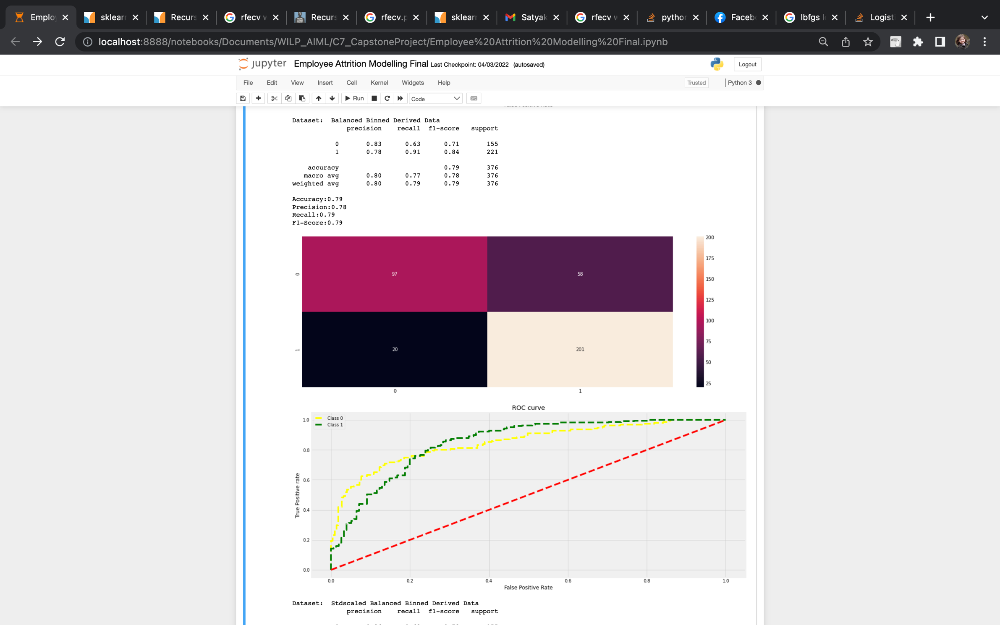 Emplo sklearn Recurs rfecv w Recurs rfecv.p sklearn Satyak rfecv w python Faceb lbfgs l Logisti
localhost:8888/notebooks/Documents/WILP_AIML/C7_CapstoneProject/Employee%20Attrition%20Modelling%20Final.ipynb
jupyter Employee Attrition Modelling Final Last Checkpoint: 04/03/2022 (autosaved) Logout
File Edit View Insert Cell Kernel Widgets Help Trusted Python 3
Run Code
Dataset: Balanced Binned Derived Data
precision recall f1-score support
0 0.83 0.63 0.71 155
1 0.78 0.91 0.84 221
accuracy 0.79 376
macro avg 0.80 0.77 0.78 376
weighted avg 0.80 0.79 0.79 376
Accuracy:0.79
Precision:0.78
Recall:0.79
F1-Score:0.79
200
175
150
125
100
75
50
25
0 97 58
1 20 201
0 1
ROC curve
Class 0
Class 1
True Positive rate
1.0
0.8
0.6
0.4
0.2
0.0
0.0 0.2 0.4 0.6 0.8 1.0
False Positive Rate
Dataset: Stdscaled Balanced Binned Derived Data
precision recall f1-score support